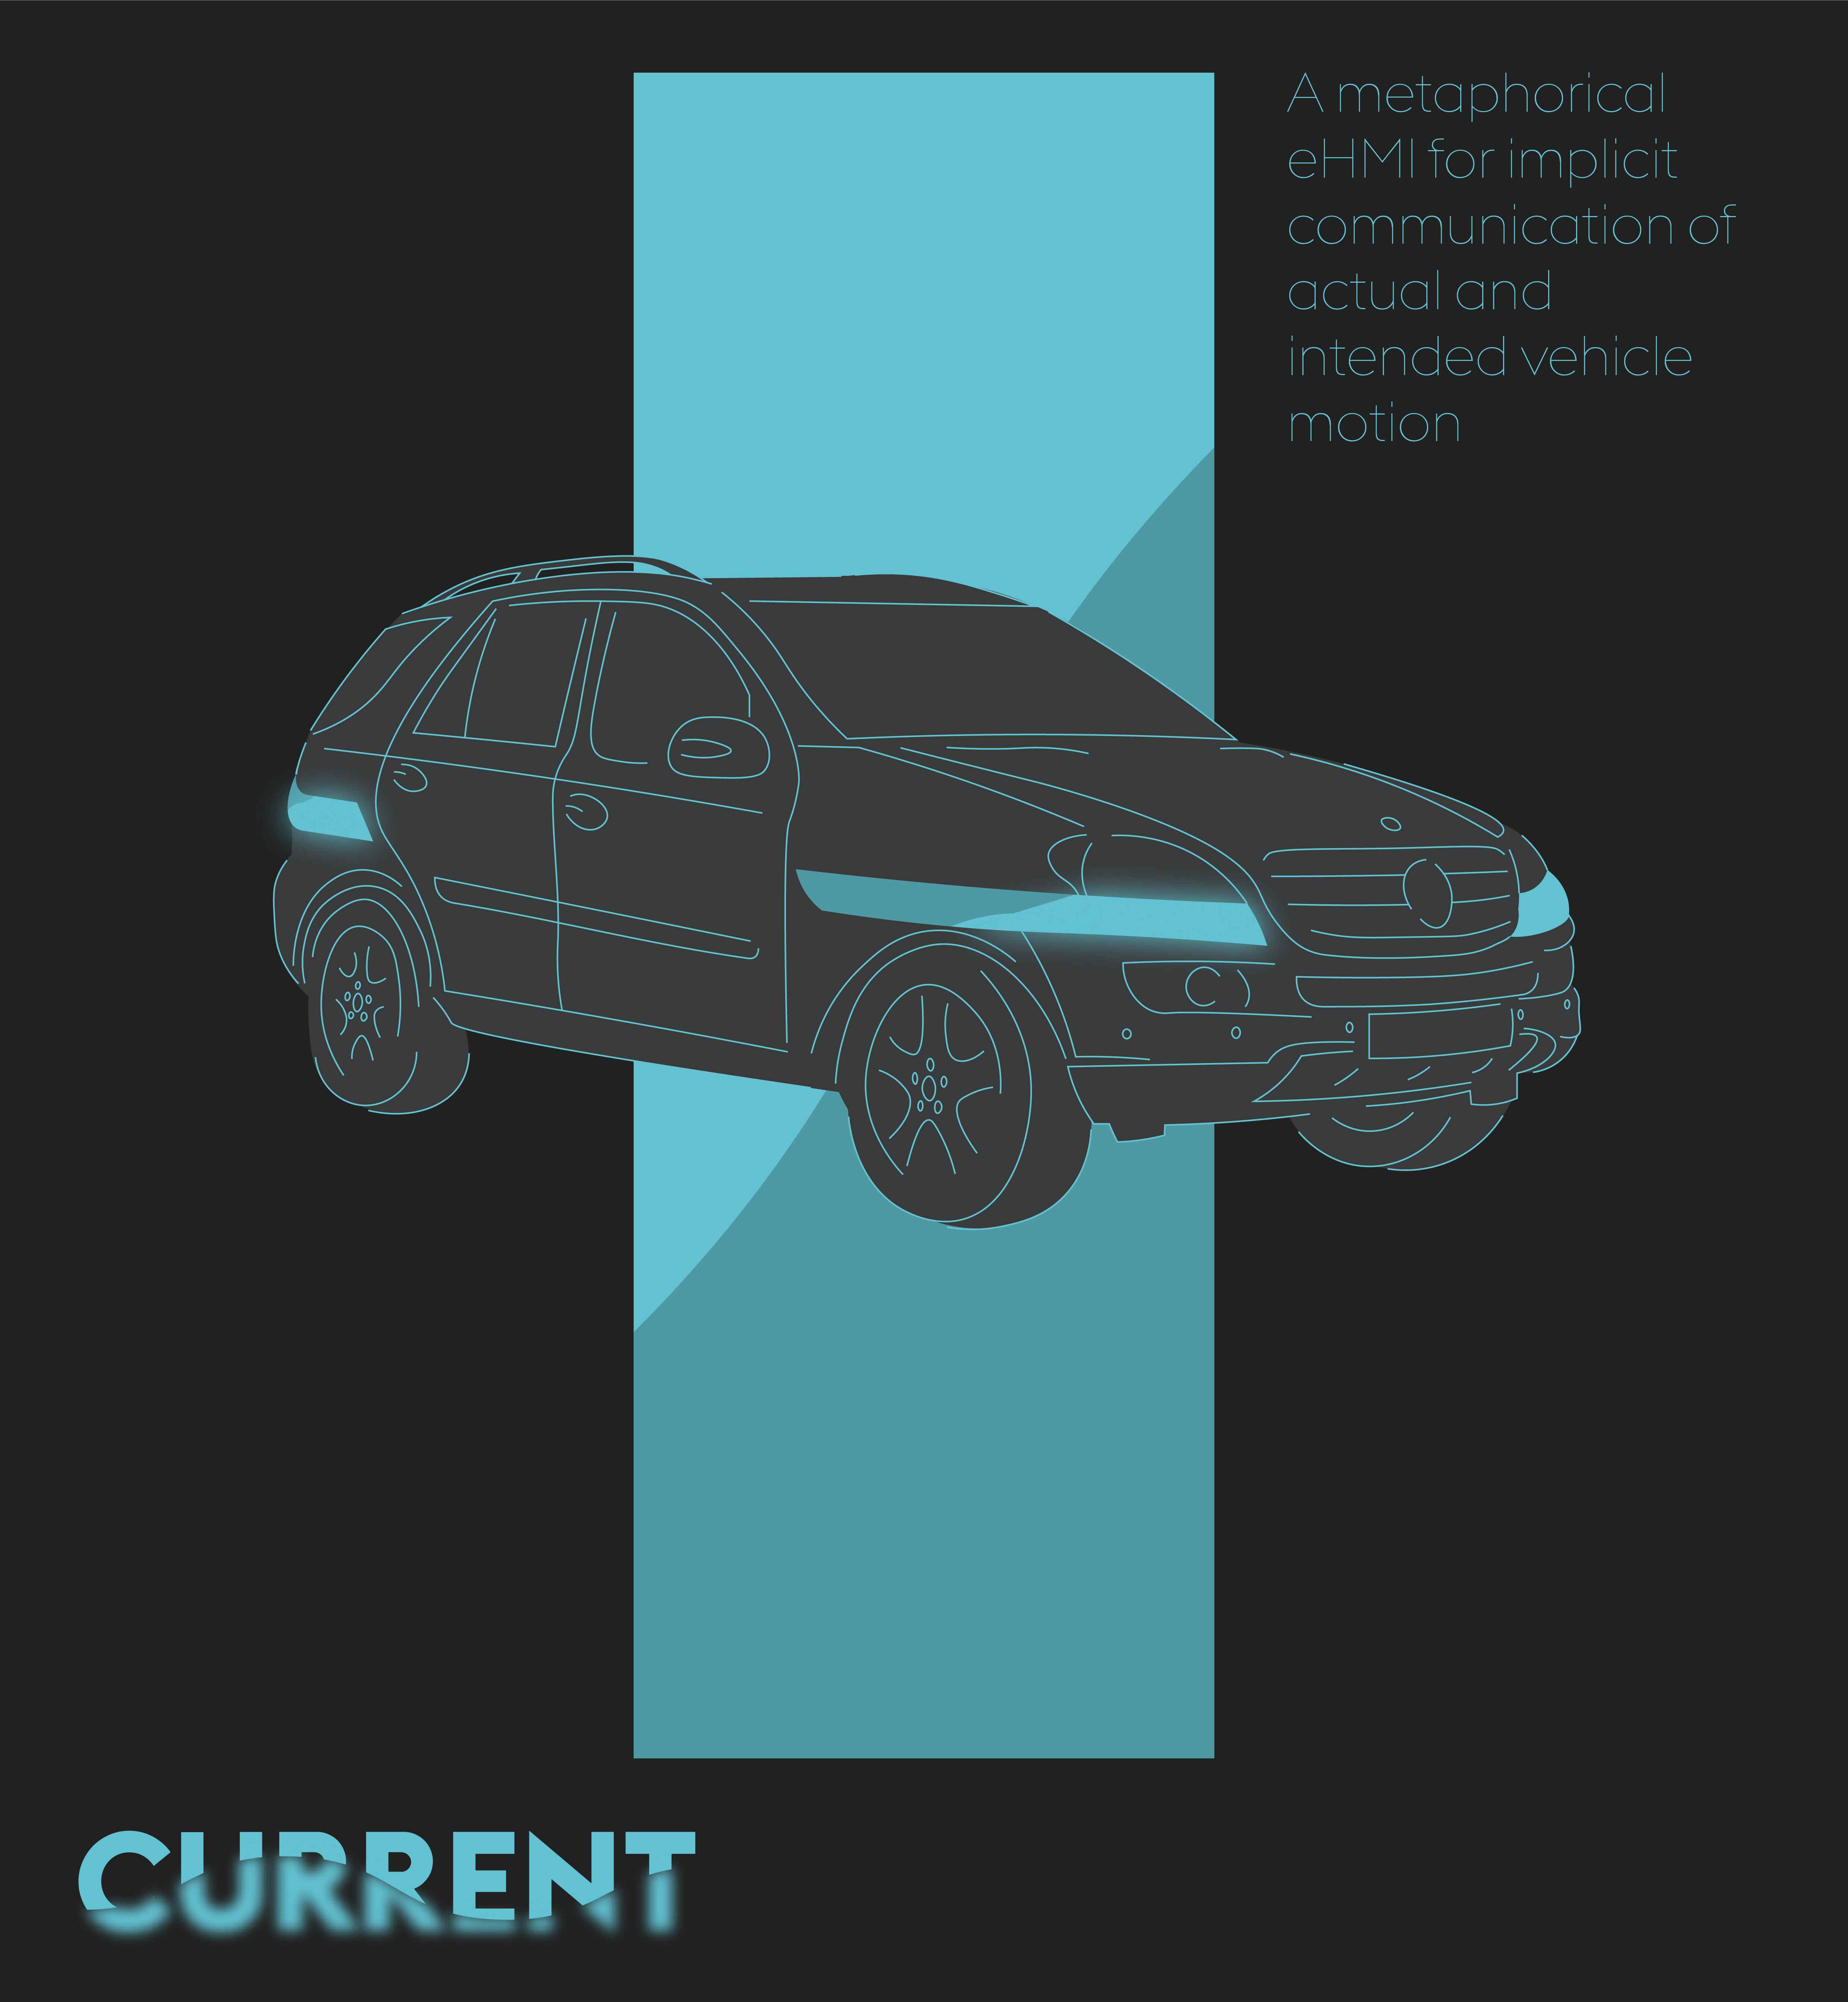 A metaphorical
eHMI for implicit
communication of
actual and
intended vehicle
motion
CURRENT